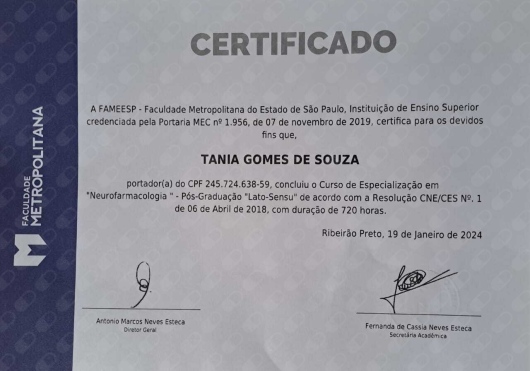 CERTIFICADO
A FAMEESP - Faculdade Metropolitana do Estado de São Paulo, Instituição de Ensino Superior
credenciada pela Portaria MEC nº 1.956, de 07 de novembro de 2019, certifica para os devidos
fins que,
TANIA GOMES DE SOUZA
portador(a) do CPF 245.724.638-59, concluiu o Curso de Especialização em
"Neurofarmacologia " - Pós-Graduação "Lato-Sensu" de acordo com a Resolução CNE/CES Nº. 1
de 06 de Abril de 2018, com duração de 720 horas.
Ribeirão Preto, 19 de Janeiro de 2024
Antonio Marcos Neves Esteca
Diretor Geral
Fernanda de Cassia Neves Esteca
Secretária Acadêmica
FACULDADE
METROPOLITANA